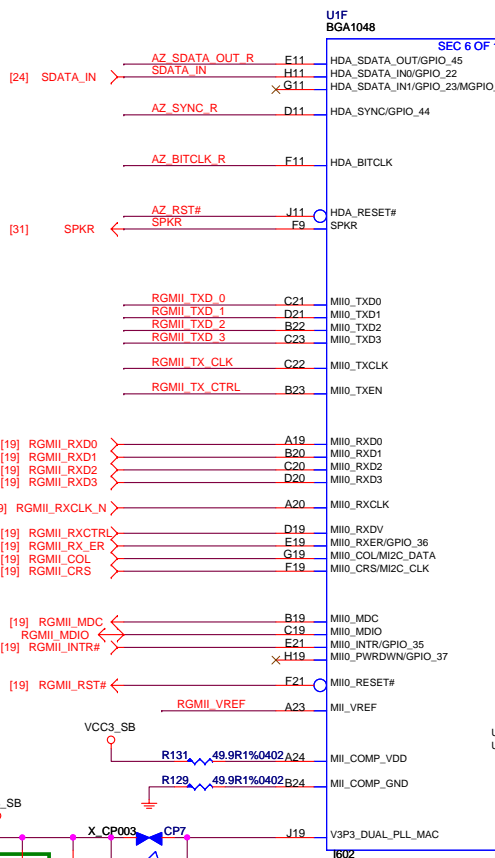 U1F
BGA1048
SEC 6 OF
AZ_SDATA_OUT_R E11 HDA_SDATA_OUT/GPIO_45
[24] SDATA_IN SDATA_IN H11 HDA_SDATA_IN0/GPIO_22
G11 HDA_SDATA_IN1/GPIO_23/MGPIO_
AZ_SYNC_R D11 HDA_SYNC/GPIO_44
AZ_BITCLK_R F11 HDA_BITCLK
AZ_RST# J11 HDA_RESET#
[31] SPKR SPKR F9 SPKR
RGMII_TXD_0 C21 MII0_TXD0
RGMII_TXD_1 D21 MII0_TXD1
RGMII_TXD_2 B22 MII0_TXD2
RGMII_TXD_3 C23 MII0_TXD3
RGMII_TX_CLK C22 MII0_TXCLK
RGMII_TX_CTRL B23 MII0_TXEN
[19] RGMII_RXD0 A19 MII0_RXD0
[19] RGMII_RXD1 B20 MII0_RXD1
[19] RGMII_RXD2 C20 MII0_RXD2
[19] RGMII_RXD3 D20 MII0_RXD3
9] RGMII_RXCLK_N A20 MII0_RXCLK
[19] RGMII_RXCTRL D19 MII0_RXDV
[19] RGMII_RX_ER E19 MII0_RXER/GPIO_36
[19] RGMII_COL G19 MII0_COL/MI2C_DATA
[19] RGMII_CRS F19 MII0_CRS/MI2C_CLK
[19] RGMII_MDC B19 MII0_MDC
RGMII_MDIO C19 MII0_MDIO
[19] RGMII_INTR# E21 MII0_INTR/GPIO_35
H19 MII0_PWRDWN/GPIO_37
[19] RGMII_RST# F21 MII0_RESET#
RGMII_VREF A23 MII_VREF
VCC3_SB
R131 49.9R1%0402 A24 MII_COMP_VDD
R129 49.9R1%0402 B24 MII_COMP_GND
_SB
X_CP003 CP7 J19 V3P3_DUAL_PLL_MAC
I602